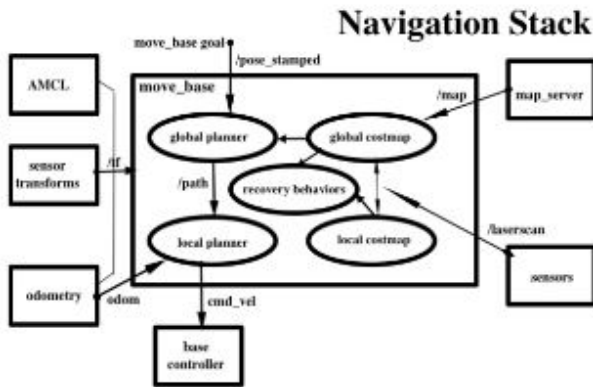 Navigation Stack
move_base goal
/pose_stamped
AMCL
move_base
/map
map_server
global planner
global costmap
sensor
transforms
/tf
/path
recovery behaviors
/laserscan
local planner
local costmap
odometry
odom
sensors
cmd_vel
base
controller